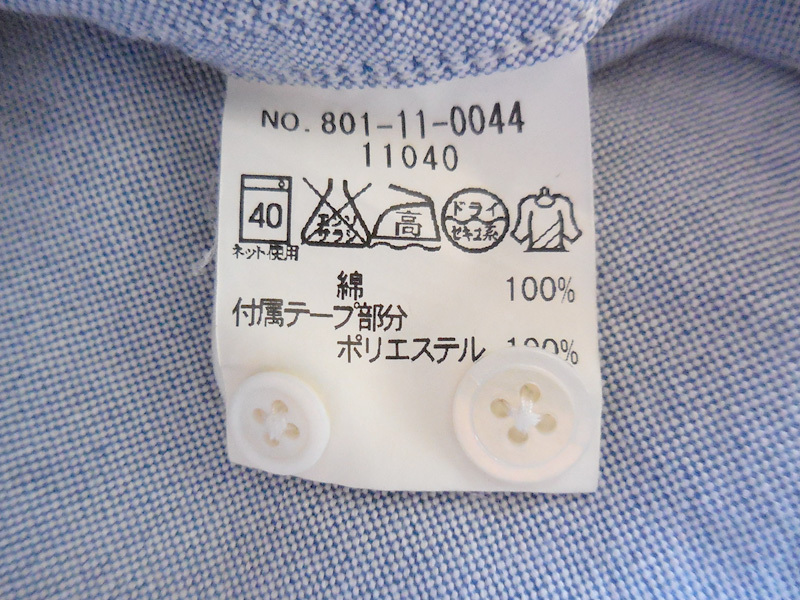 NO. 801-11-0044
11040
40
ネット使用
エンソ
サラシ
高
ドライ
セキユ系
綿 100%
付属テープ部分
ポリエステル 100%